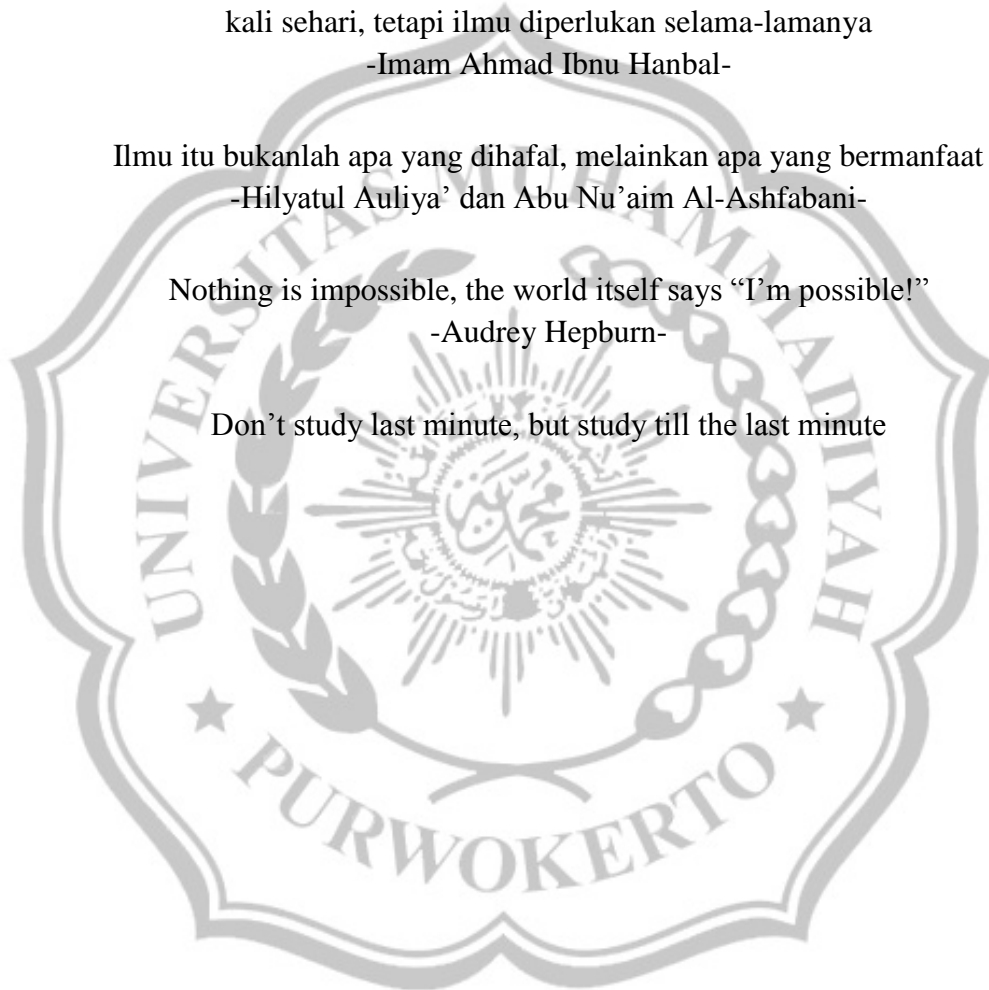 kali sehari, tetapi ilmu diperlukan selama-lamanya
-Imam Ahmad Ibnu Hanbal-
Ilmu itu bukanlah apa yang dihafal, melainkan apa yang bermanfaat
-Hilyatul Auliya’ dan Abu Nu’aim Al-Ashfabani-
Nothing is impossible, the world itself says “I’m possible!”
-Audrey Hepburn-
Don’t study last minute, but study till the last minute
UNIVERSITAS MUHAMMADIYAH
PURWOKERTO